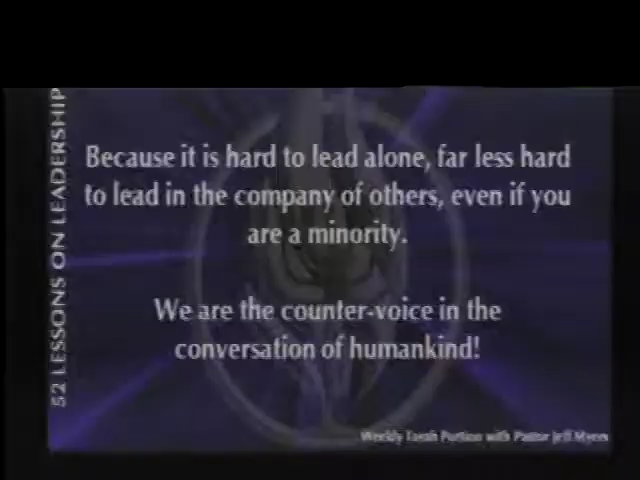 52 LESSONS ON LEADERSHIP
Because it is hard to lead alone, far less hard
to lead in the company of others, even if you
are a minority.
We are the counter-voice in the
conversation of humankind!
Weekly Torah Portion with Pastor Jeff Myers